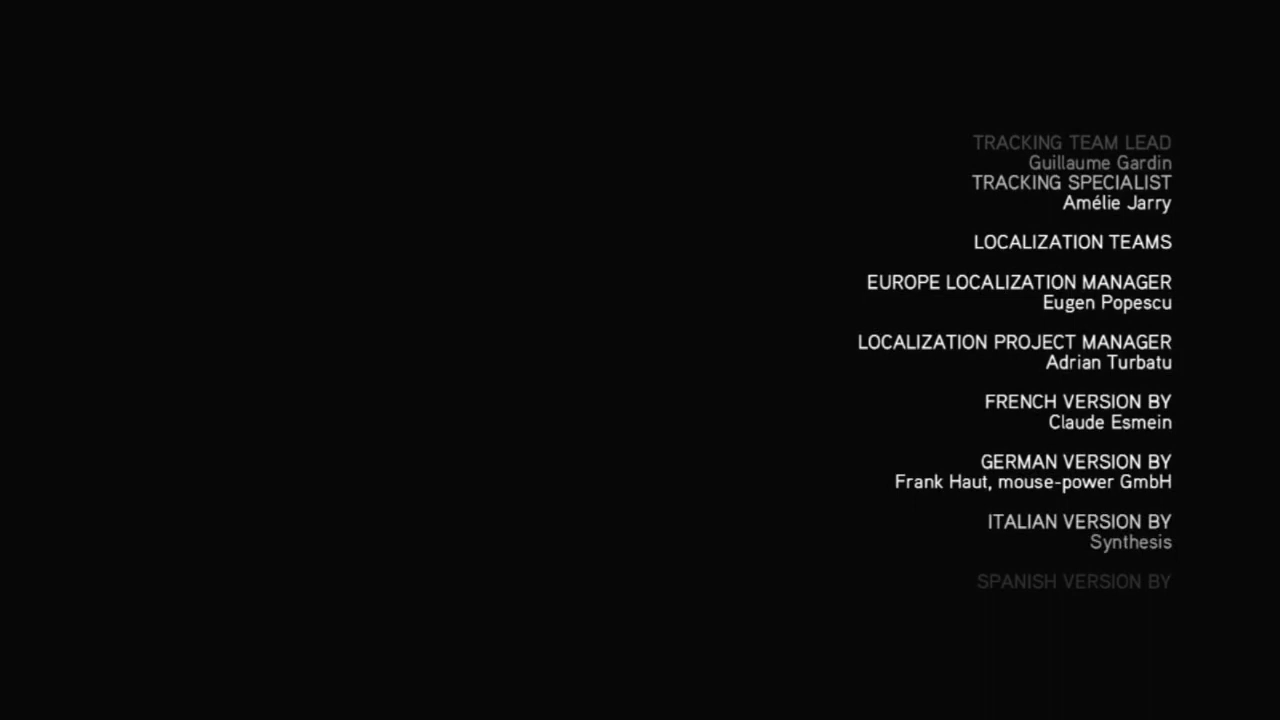 TRACKING TEAM LEAD
Guillaume Gardin
TRACKING SPECIALIST
Amélie Jarry
LOCALIZATION TEAMS
EUROPE LOCALIZATION MANAGER
Eugen Popescu
LOCALIZATION PROJECT MANAGER
Adrian Turbatu
FRENCH VERSION BY
Claude Esmein
GERMAN VERSION BY
Frank Haut, mouse-power GmbH
ITALIAN VERSION BY
Synthesis
SPANISH VERSION BY